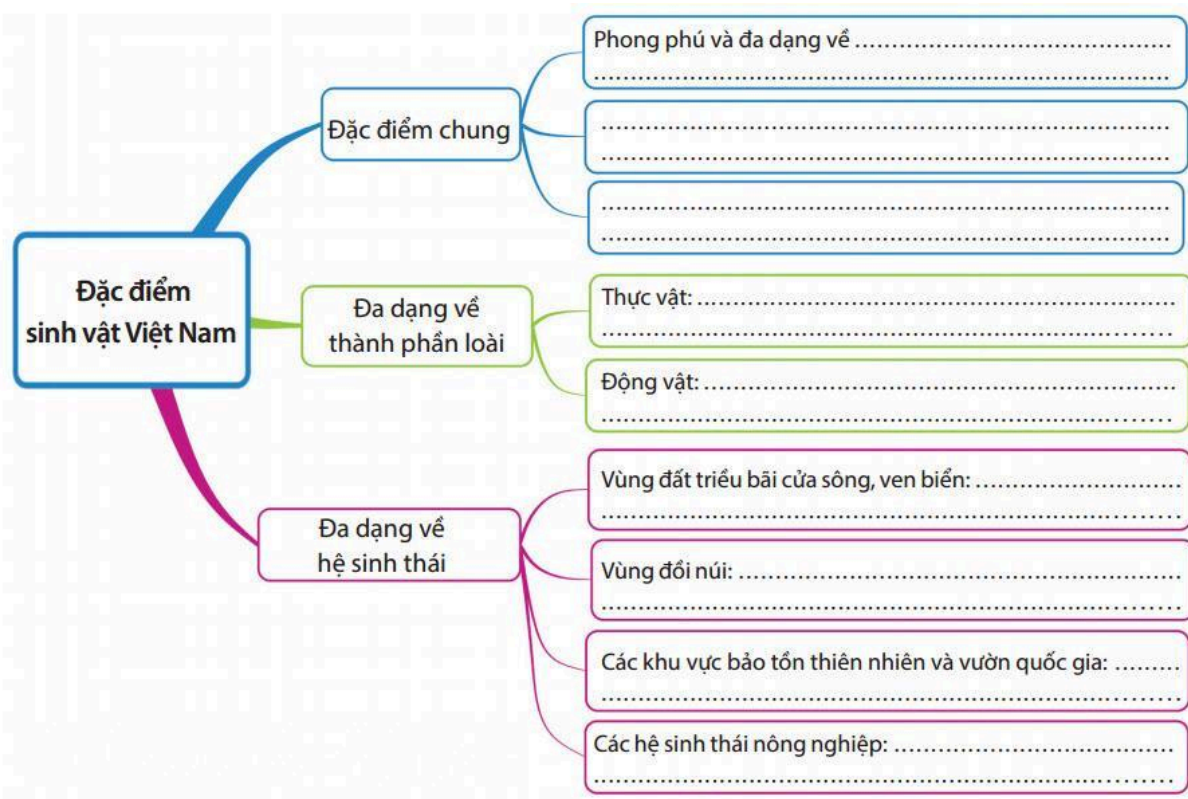 Đặc điểm
sinh vật Việt Nam
Đặc điểm chung
Phong phú và đa dạng về ........................................
........................................................................
........................................................................
........................................................................
........................................................................
........................................................................
Đa dạng về
thành phần loài
Thực vật: ............................................................
........................................................................
Động vật: ............................................................
........................................................................
Đa dạng về
hệ sinh thái
Vùng đất triều bãi cửa sông, ven biển: ..........................
........................................................................
Vùng đồi núi: ........................................................
........................................................................
Các khu vực bảo tồn thiên nhiên và vườn quốc gia: .........
........................................................................
Các hệ sinh thái nông nghiệp: ...................................
........................................................................